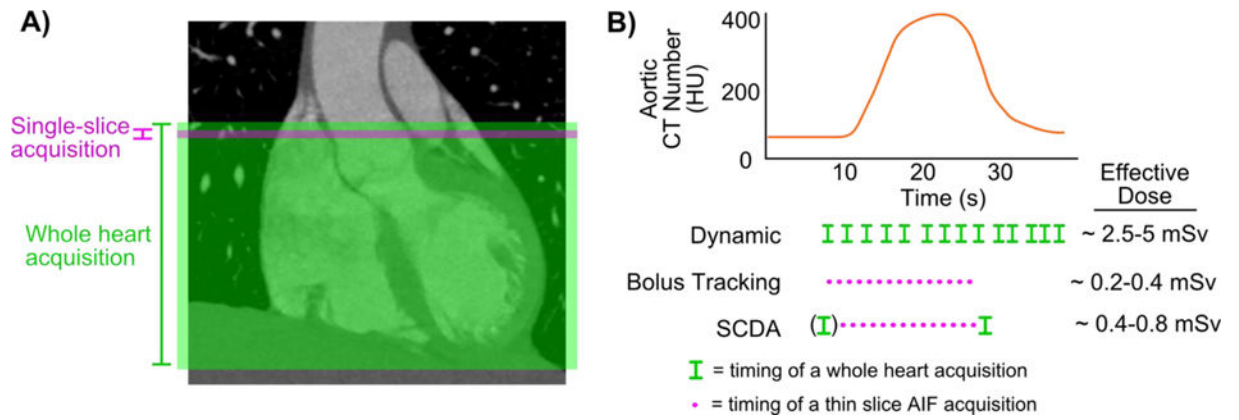 A)
Single-slice
acquisition
Whole heart
acquisition
B)
Aortic
CT Number
(HU)
400
200
0
10 20 30
Time (s)
Effective
Dose
Dynamic ~ 2.5-5 mSv
Bolus Tracking ~ 0.2-0.4 mSv
SCDA ( ) ~ 0.4-0.8 mSv
= timing of a whole heart acquisition
= timing of a thin slice AIF acquisition